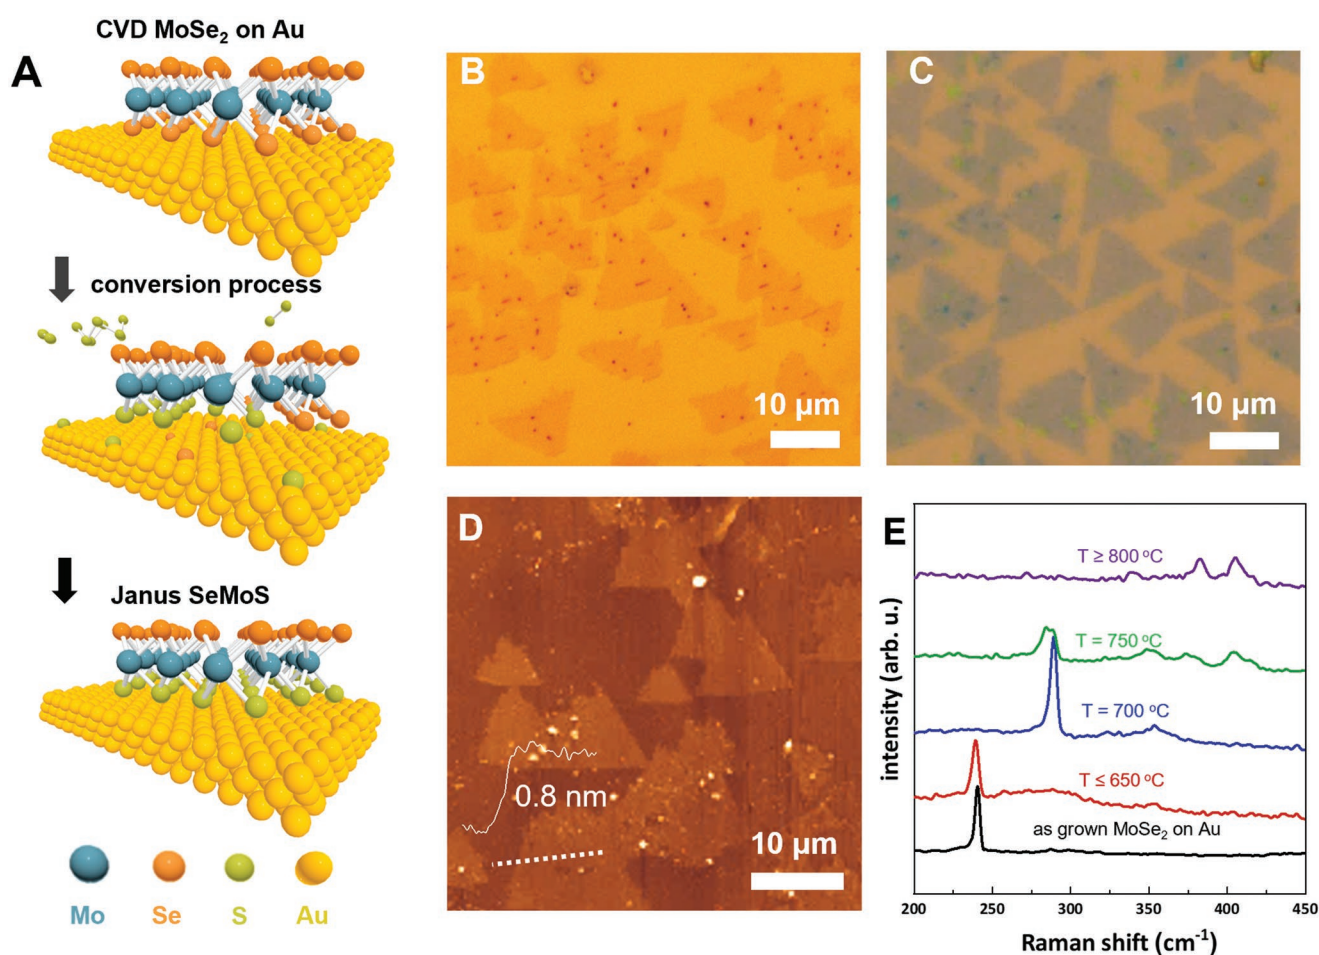 CVD MoSe₂ on Au
A
conversion process
Janus SeMoS
Mo Se S Au
B
10 µm
C
10 µm
D
0.8 nm
10 µm
E
T ≥ 800 °C
T = 750 °C
T = 700 °C
T ≤ 650 °C
as grown MoSe₂ on Au
intensity (arb. u.)
200 250 300 350 400 450
Raman shift (cm⁻¹)